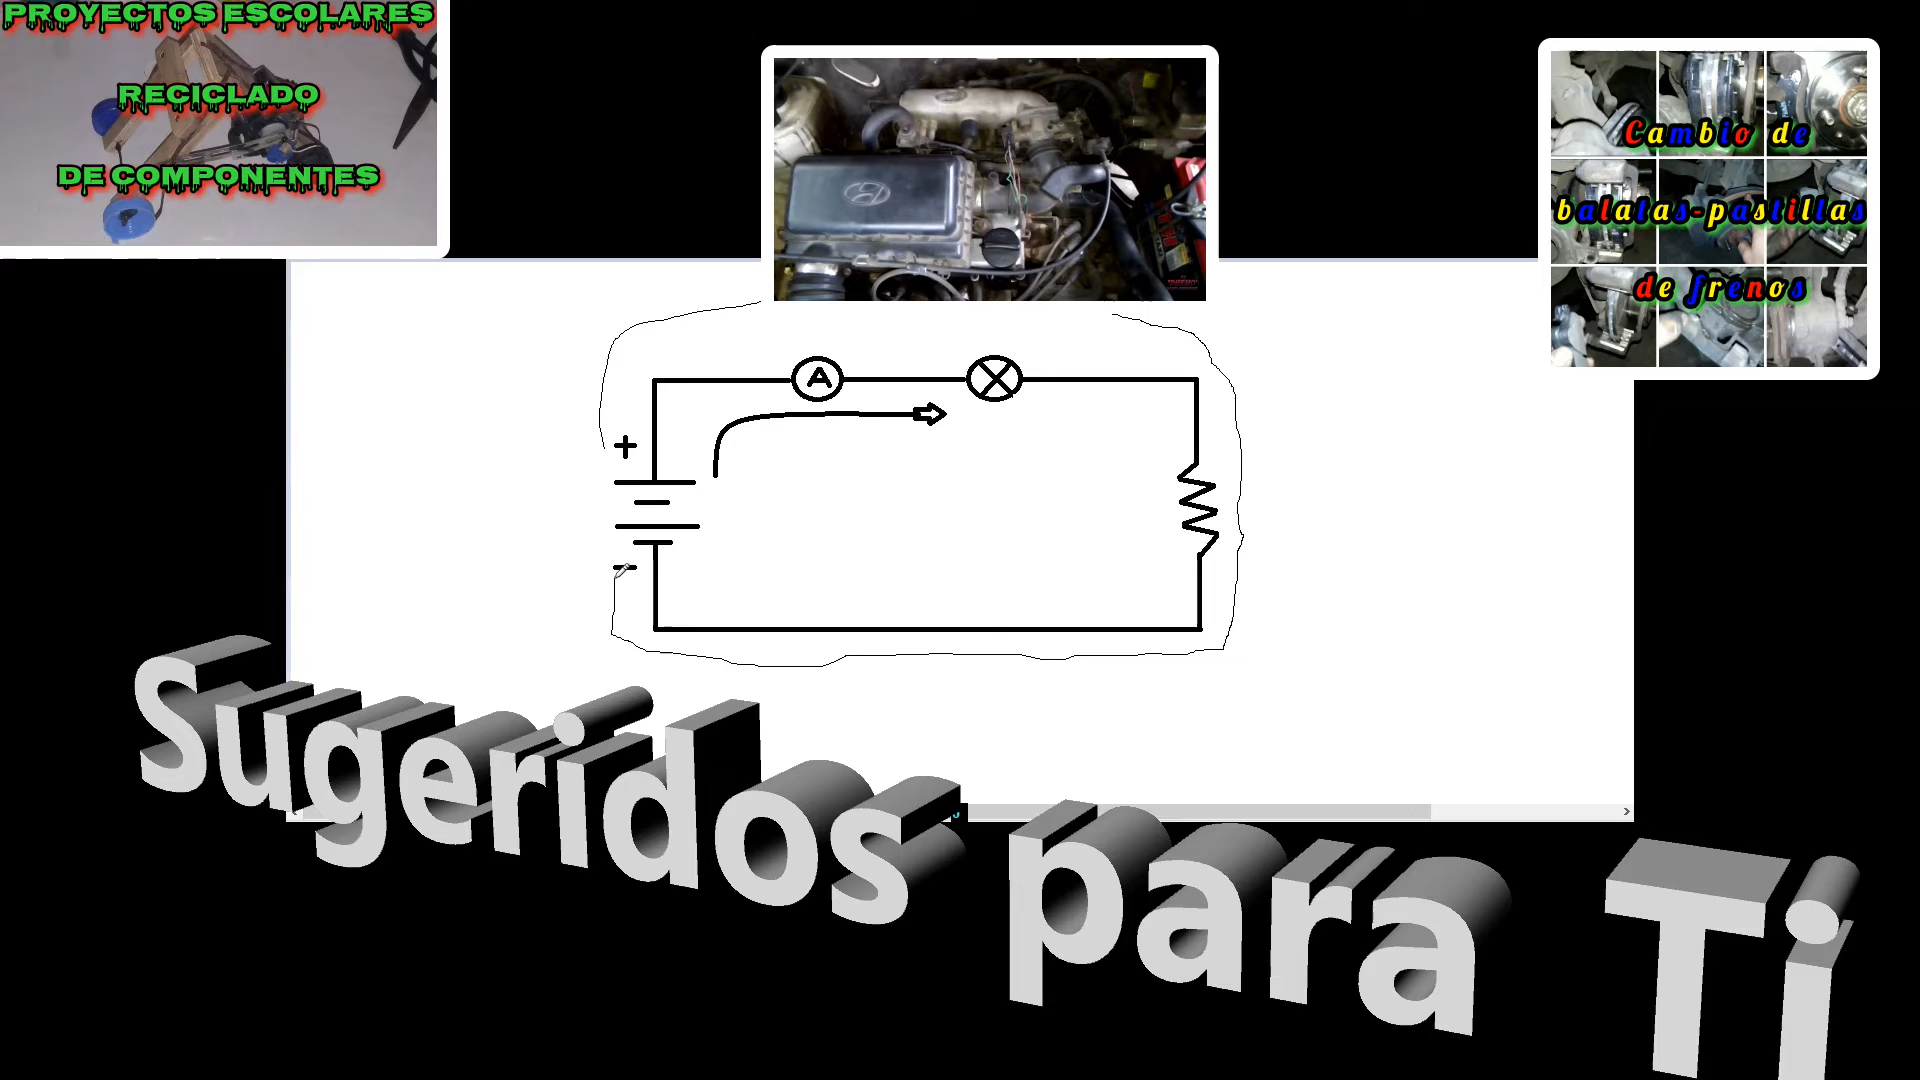 PROYECTOS ESCOLARES
RECICLADO
DE COMPONENTES
Cambio de
balatas-pastillas
de frenos
A
+
-
Sugeridos para Ti